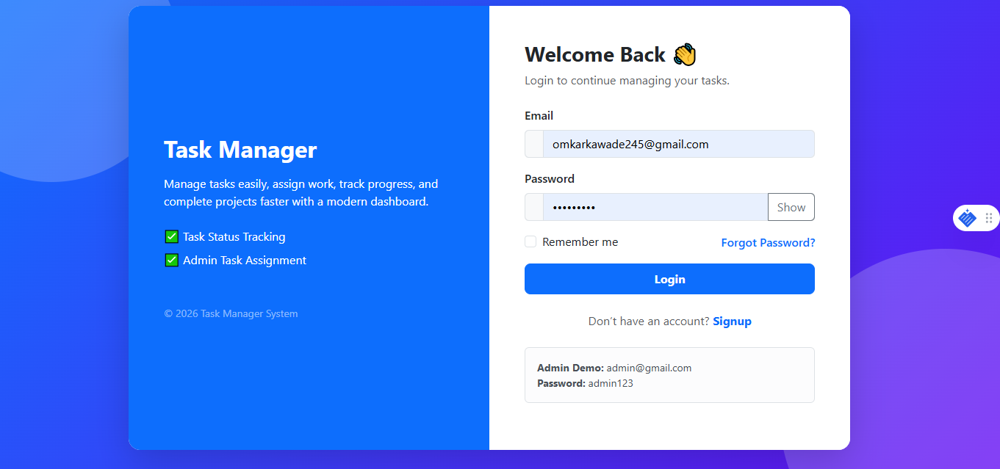 Task Manager
Manage tasks easily, assign work, track progress, and
complete projects faster with a modern dashboard.
✅ Task Status Tracking
✅ Admin Task Assignment
© 2026 Task Manager System
Welcome Back 👋
Login to continue managing your tasks.
Email
omkarkawade245@gmail.com
Password
•••••••••
Show
Remember me
Forgot Password?
Login
Don’t have an account? Signup
Admin Demo: admin@gmail.com
Password: admin123